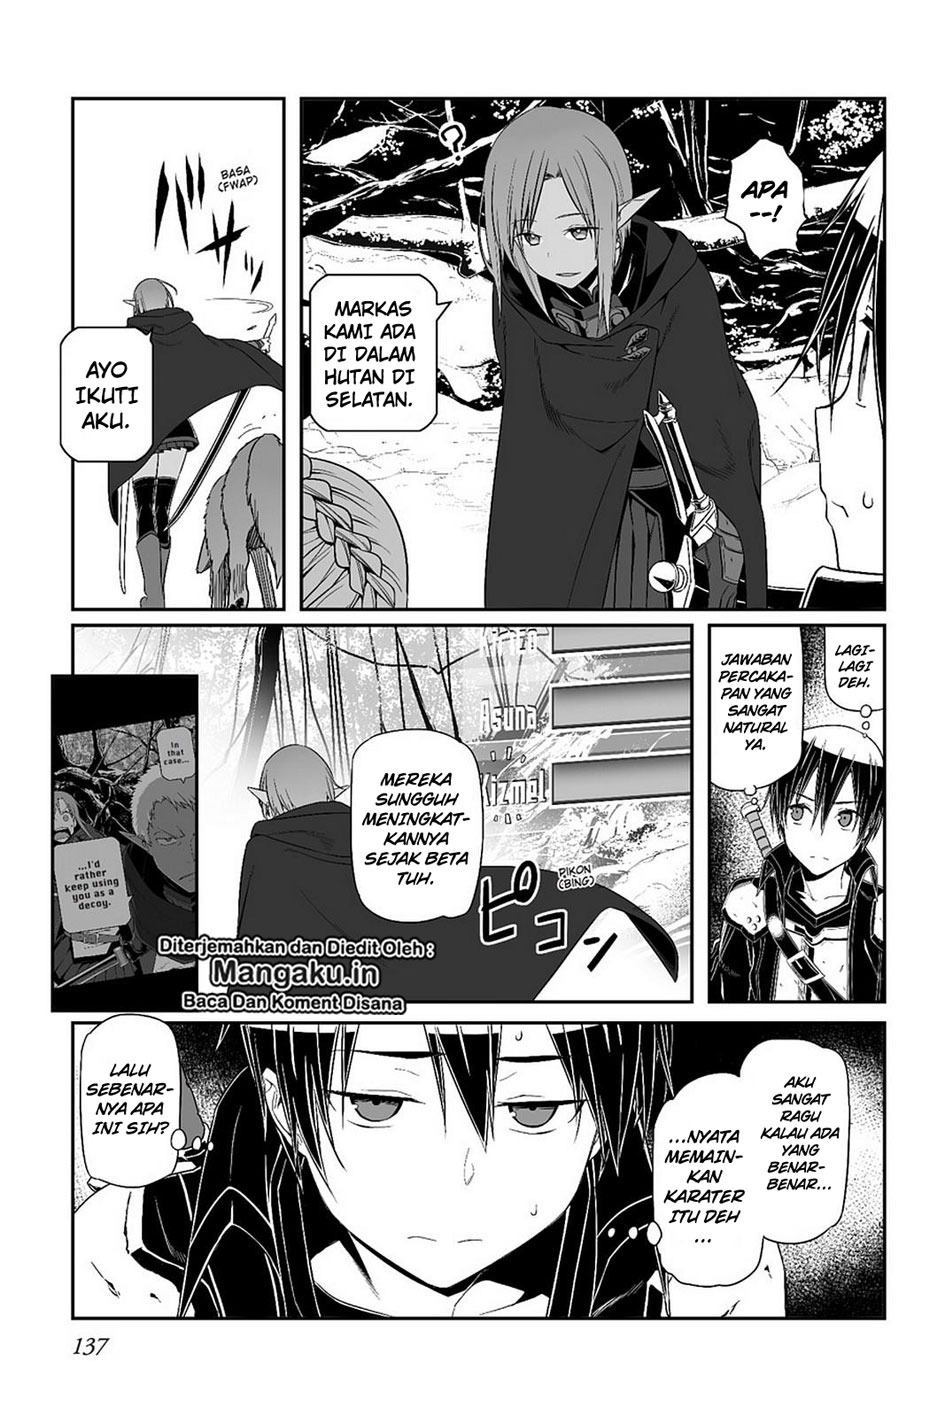 APA
--!
?
MARKAS
KAMI ADA
DI DALAM
HUTAN DI
SELATAN.
BASA
(FWAP)
AYO
IKUTI
AKU.
LAGI-
LAGI
DEH.
JAWABAN
PERCAKA-
PAN YANG
SANGAT
NATURAL
YA.
Kirito
Asuna
Kizmel
MEREKA
SUNGGUH
MENINGKAT-
KANNYA
SEJAK BETA
TUH.
ピコン
PIKON
(BING)
In
that
case...
...I'd
rather
keep using
you as a
decoy.
Diterjemahkan dan Diedit Oleh :
Mangaku.in
Baca Dan Koment Disana
AKU
SANGAT
RAGU
KALAU ADA
YANG
BENAR-
BENAR...
...NYATA
MEMAIN-
KAN
KARATER
ITU DEH
...
LALU
SEBENAR-
NYA APA
INI SIH?
137